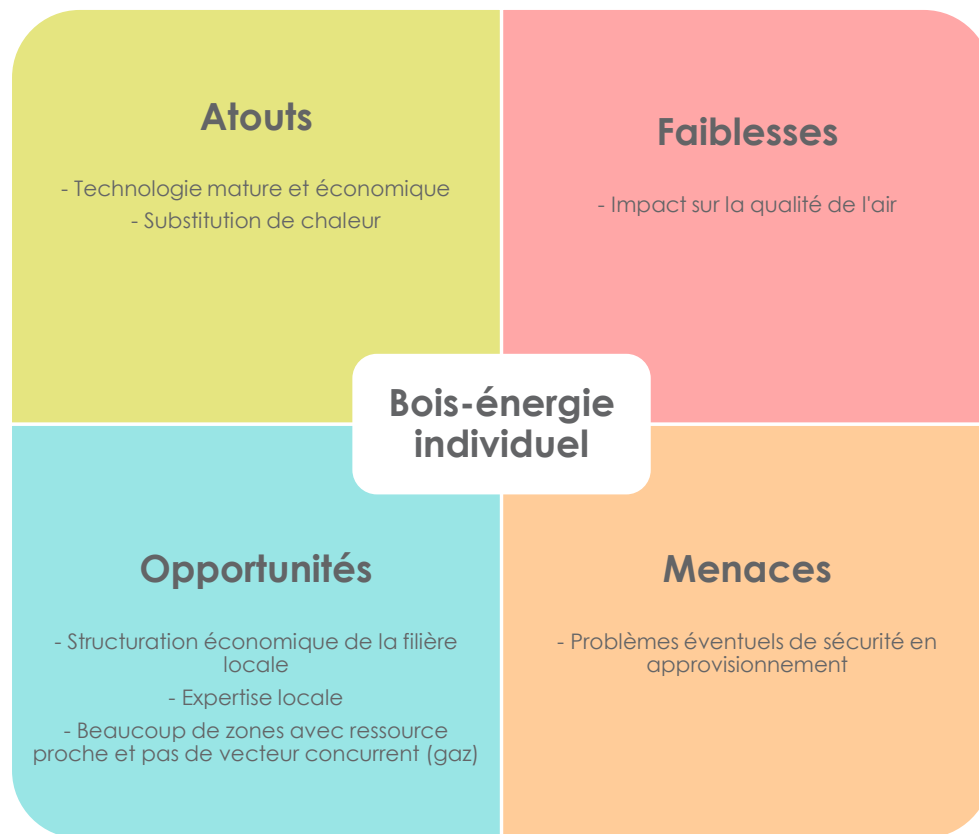 Atouts
- Technologie mature et économique
- Substitution de chaleur
Faiblesses
- Impact sur la qualité de l'air
Bois-énergie
individuel
Opportunités
- Structuration économique de la filière
locale
- Expertise locale
- Beaucoup de zones avec ressource
proche et pas de vecteur concurrent (gaz)
Menaces
- Problèmes éventuels de sécurité en
approvisionnement